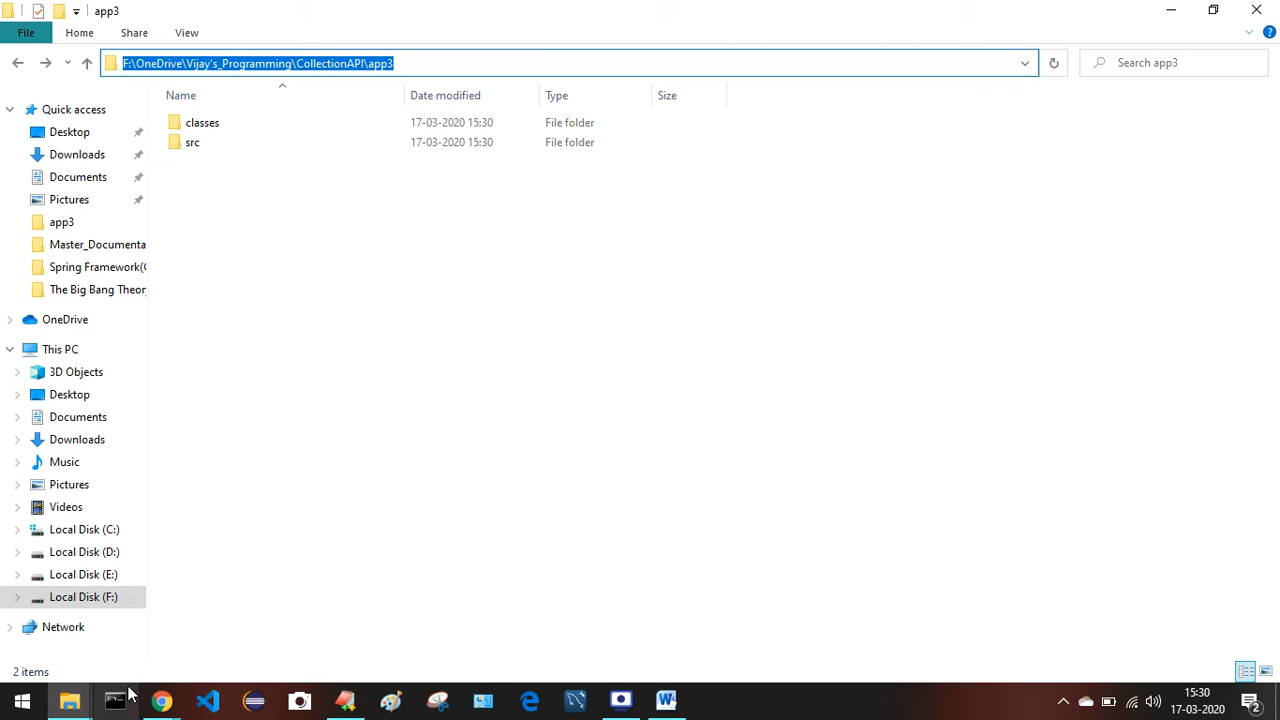 app3
File Home Share View
F:\OneDrive\Vijay's_Programming\CollectionAPI\app3
Search app3
Name Date modified Type Size
classes 17-03-2020 15:30 File folder
src 17-03-2020 15:30 File folder
Quick access
Desktop
Downloads
Documents
Pictures
app3
Master_Documenta
Spring Framework(
The Big Bang Theory
OneDrive
This PC
3D Objects
Desktop
Documents
Downloads
Music
Pictures
Videos
Local Disk (C:)
Local Disk (D:)
Local Disk (E:)
Local Disk (F:)
Network
2 items
15:30
17-03-2020
2